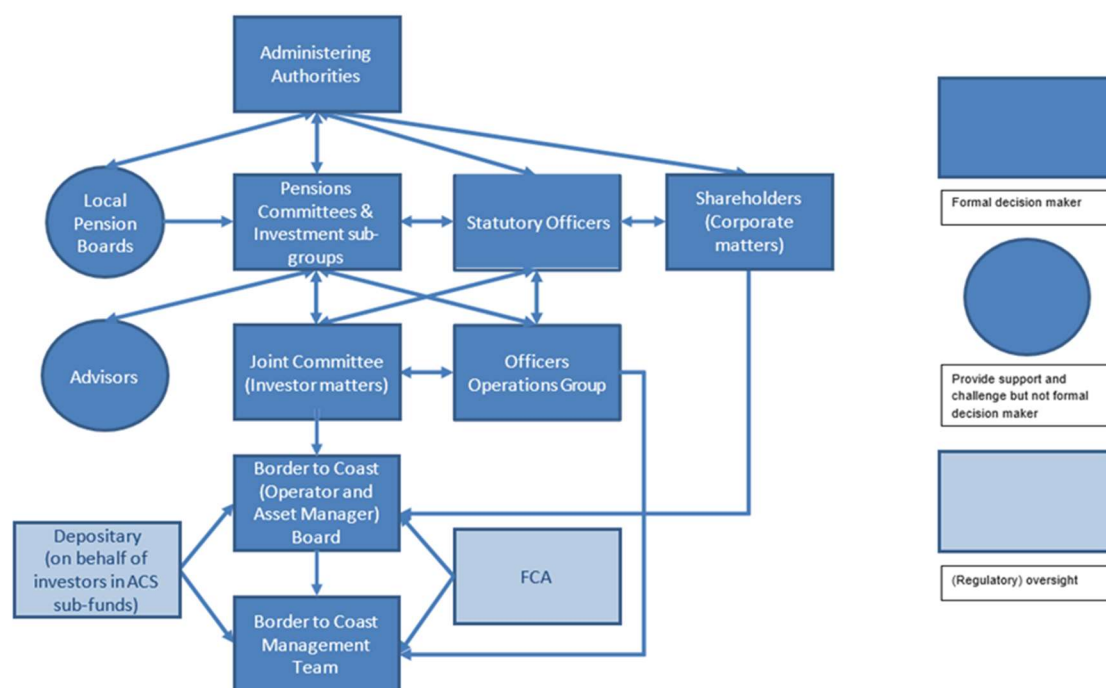 Administering
Authorities
Local
Pension
Boards
Pensions
Committees &
Investment sub-
groups
Statutory Officers
Shareholders
(Corporate
matters)
Formal decision maker
Advisors
Joint Committee
(Investor matters)
Officers
Operations Group
Provide support and
challenge but not formal
decision maker
Border to Coast
(Operator and
Asset Manager)
Board
Depositary
(on behalf of
investors in ACS
sub-funds)
FCA
(Regulatory) oversight
Border to Coast
Management
Team